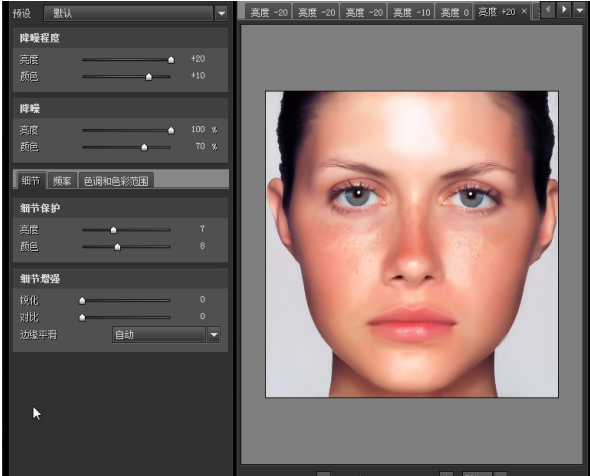 预设 默认
亮度 -20 亮度 -20 亮度 -20 亮度 -10 亮度 0 亮度 +20 ×
降噪程度
亮度 +20
颜色 +10
降噪
亮度 100 %
颜色 70 %
细节 频率 色调和色彩范围
细节保护
亮度 7
颜色 8
细节增强
锐化 0
对比 0
边缘平滑 自动